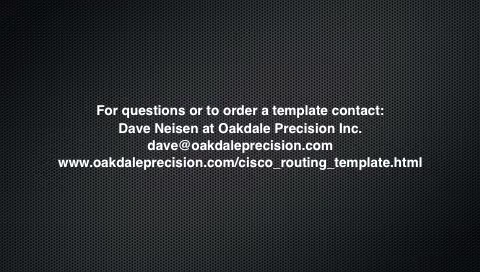 For questions or to order a template contact:
Dave Neisen at Oakdale Precision Inc.
dave@oakdaleprecision.com
www.oakdaleprecision.com/cisco_routing_template.html